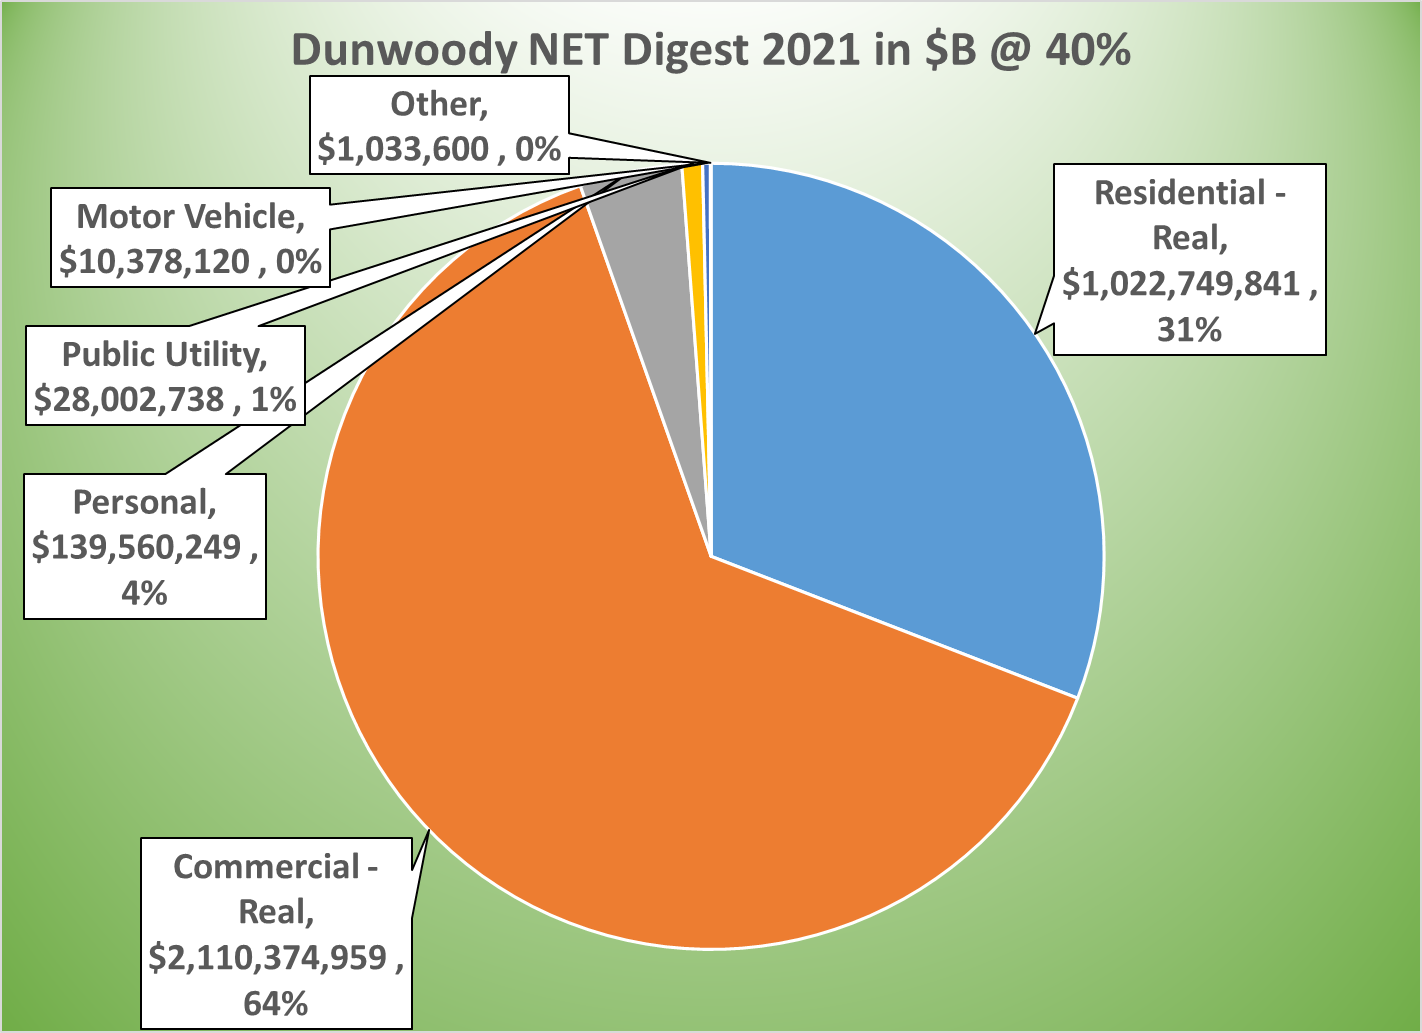 Dunwoody NET Digest 2021 in $B @ 40%
Other,
$1,033,600 , 0%
Motor Vehicle,
$10,378,120 , 0%
Public Utility,
$28,002,738 , 1%
Personal,
$139,560,249 ,
4%
Residential -
Real,
$1,022,749,841 ,
31%
Commercial -
Real,
$2,110,374,959 ,
64%